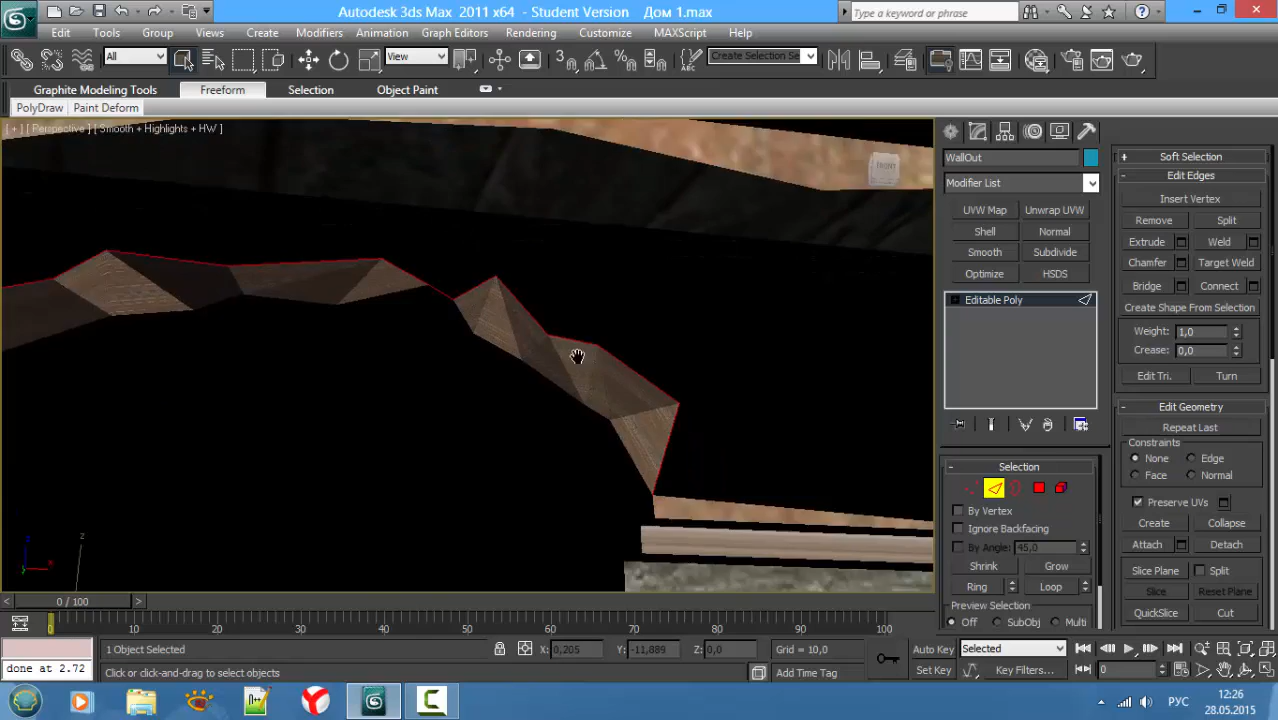 Autodesk 3ds Max 2011 x64 - Student Version Дом 1.max
Type a keyword or phrase
Edit Tools Group Views Create Modifiers Animation Graph Editors Rendering Customize MAXScript Help
All View Create Selection Se
Graphite Modeling Tools Freeform Selection Object Paint
PolyDraw Paint Deform
[ + ] [ Perspective ] [ Smooth + Highlights + HW ]
FRONT
z
WallOut
Modifier List
UVW Map Unwrap UVW
Shell Normal
Smooth Subdivide
Optimize HSDS
Editable Poly
Selection
By Vertex
Ignore Backfacing
By Angle: 45,0
Shrink Grow
Ring Loop
Preview Selection
Off SubObj Multi
Soft Selection
Edit Edges
Insert Vertex
Remove Split
Extrude Weld
Chamfer Target Weld
Bridge Connect
Create Shape From Selection
Weight: 1,0
Crease: 0,0
Edit Tri. Turn
Edit Geometry
Repeat Last
Constraints
None Edge
Face Normal
Preserve UVs
Create Collapse
Attach Detach
Slice Plane Split
Slice Reset Plane
QuickSlice Cut
0 / 100
0 10 20 30 40 50 60 70 80 90 100
1 Object Selected X: 0,205 Y: -11,889 Z: 0,0 Grid = 10,0 Auto Key Selected
done at 2.72 Click or click-and-drag to select objects Add Time Tag Set Key Key Filters... 0
РУС
12:26
28.05.2015